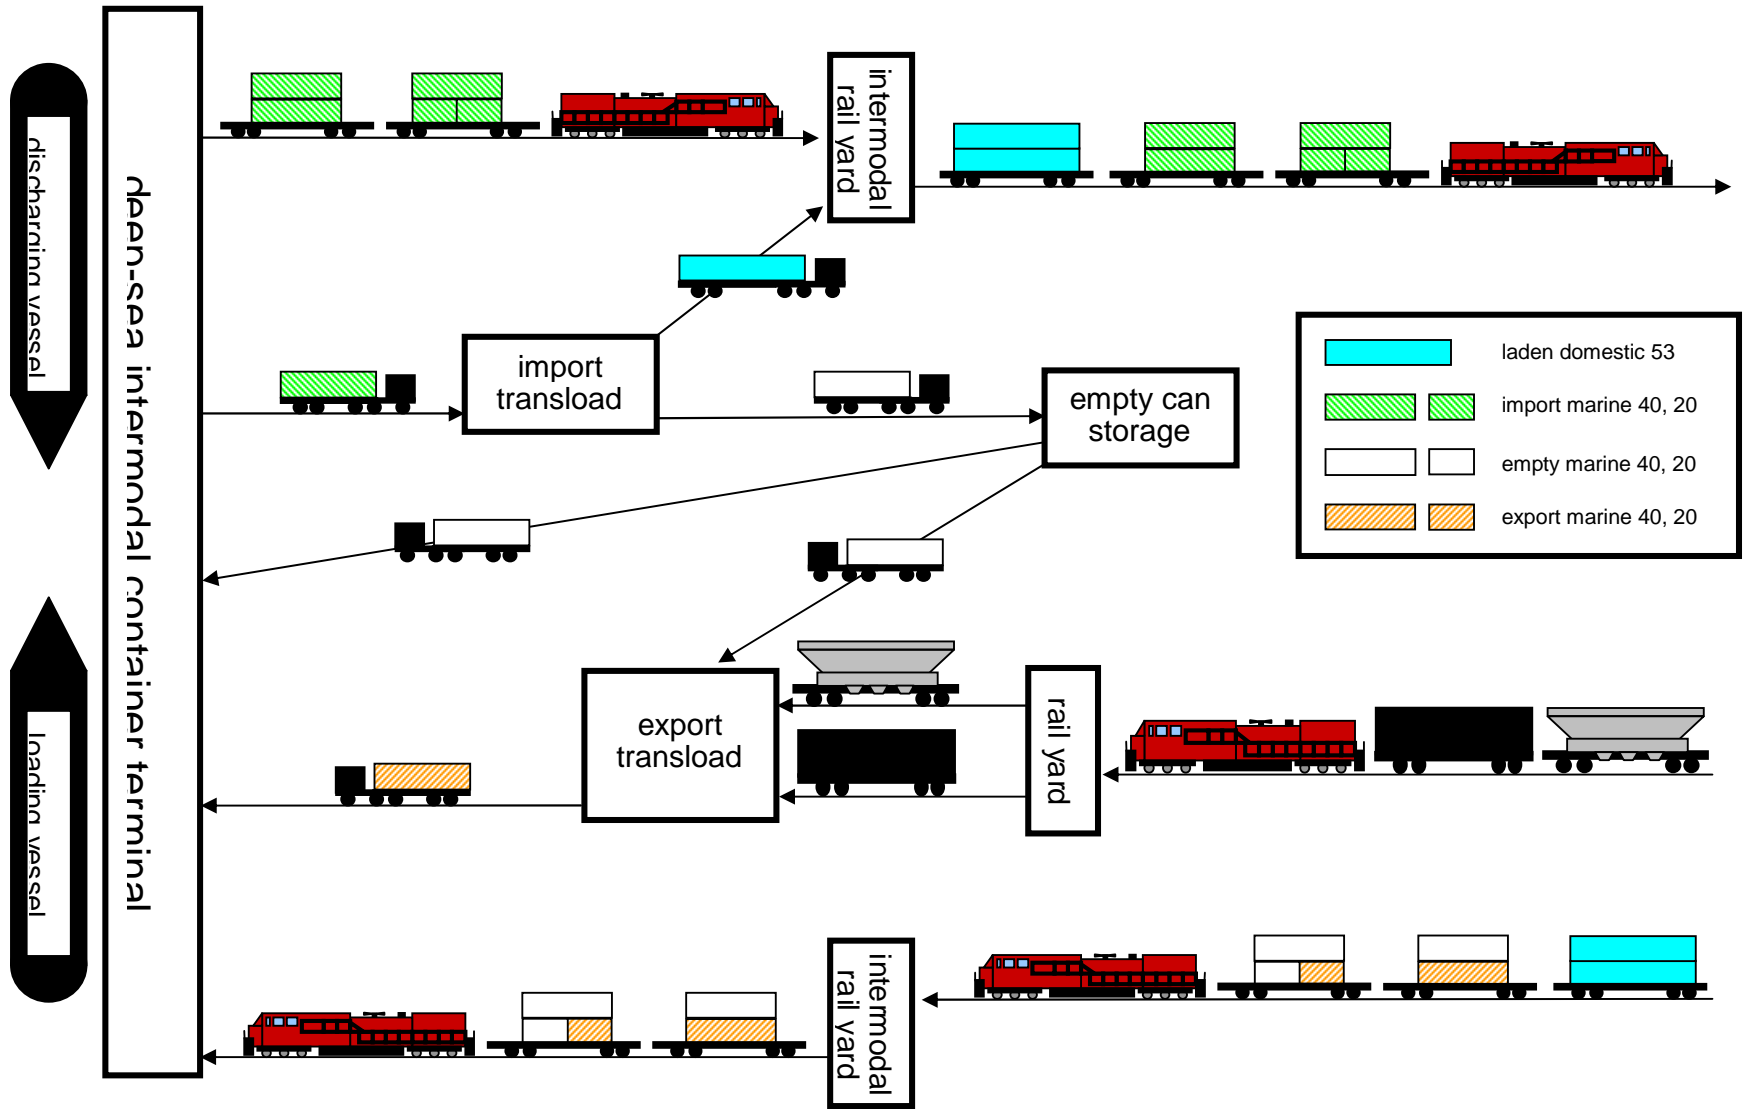 discharging vessel
deep-sea intermodal container terminal
loading vessel
intermodal
rail yard
import
transload
empty can
storage
laden domestic 53
import marine 40, 20
empty marine 40, 20
export marine 40, 20
export
transload
rail yard
intermodal
rail yard